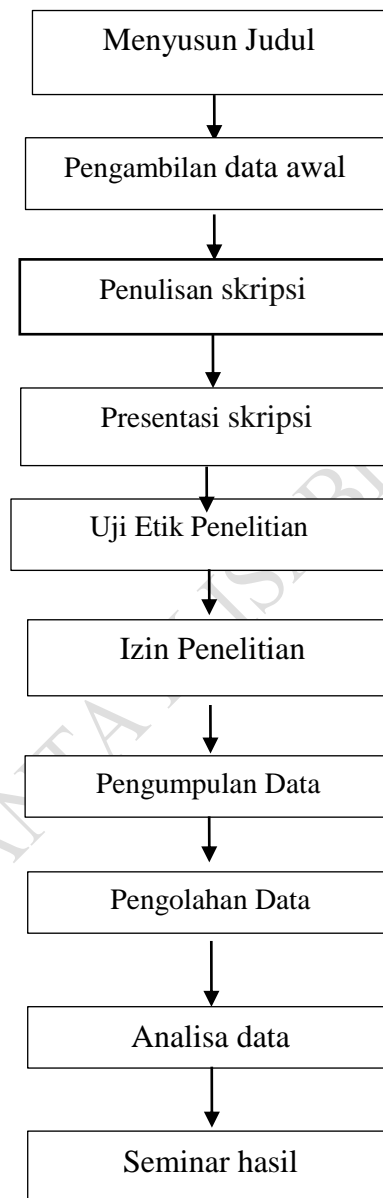 Menyusun Judul
Pengambilan data awal
Penulisan skripsi
Presentasi skripsi
Uji Etik Penelitian
Izin Penelitian
Pengumpulan Data
Pengolahan Data
Analisa data
Seminar hasil